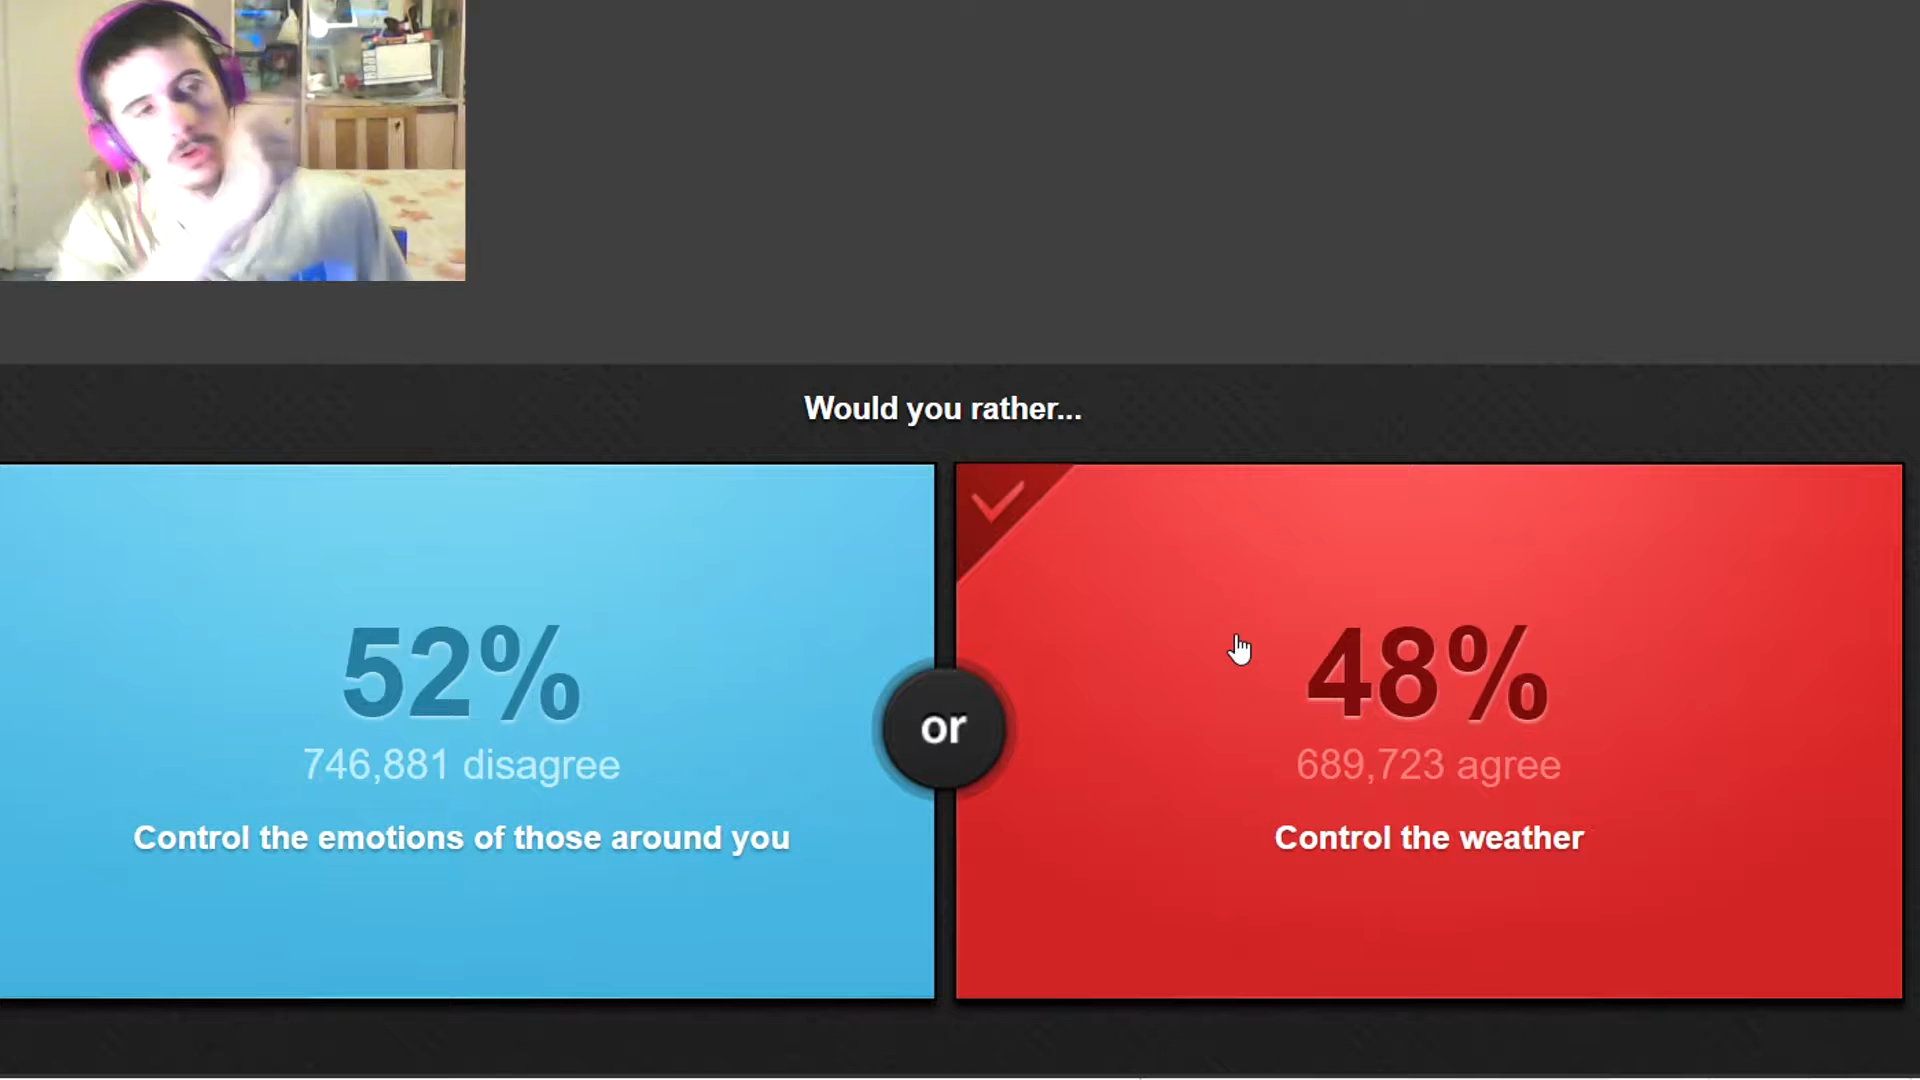 Would you rather...
52%
746,881 disagree
Control the emotions of those around you
or
48%
689,723 agree
Control the weather